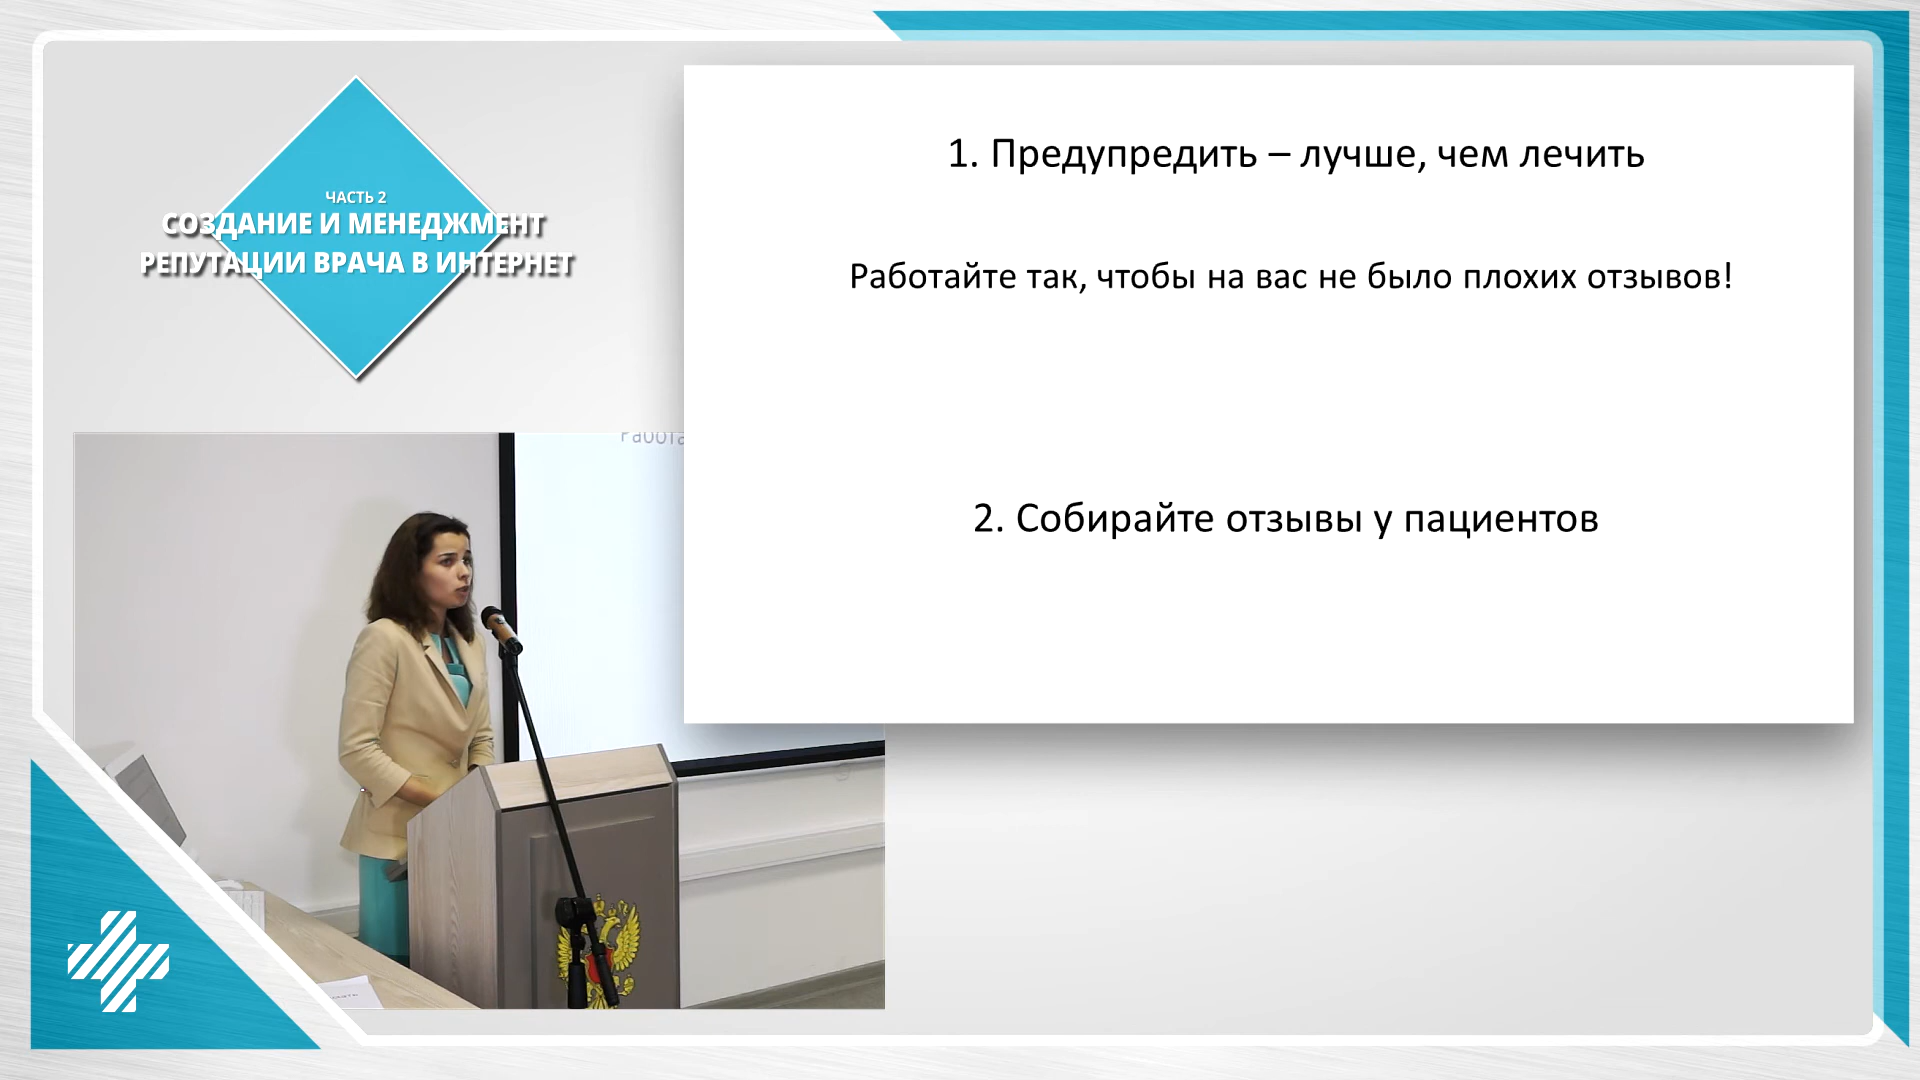 ЧАСТЬ 2
СОЗДАНИЕ И МЕНЕДЖМЕНТ
РЕПУТАЦИИ ВРАЧА В ИНТЕРНЕТ
1. Предупредить – лучше, чем лечить
Работайте так, чтобы на вас не было плохих отзывов!
2. Собирайте отзывы у пациентов
Работа